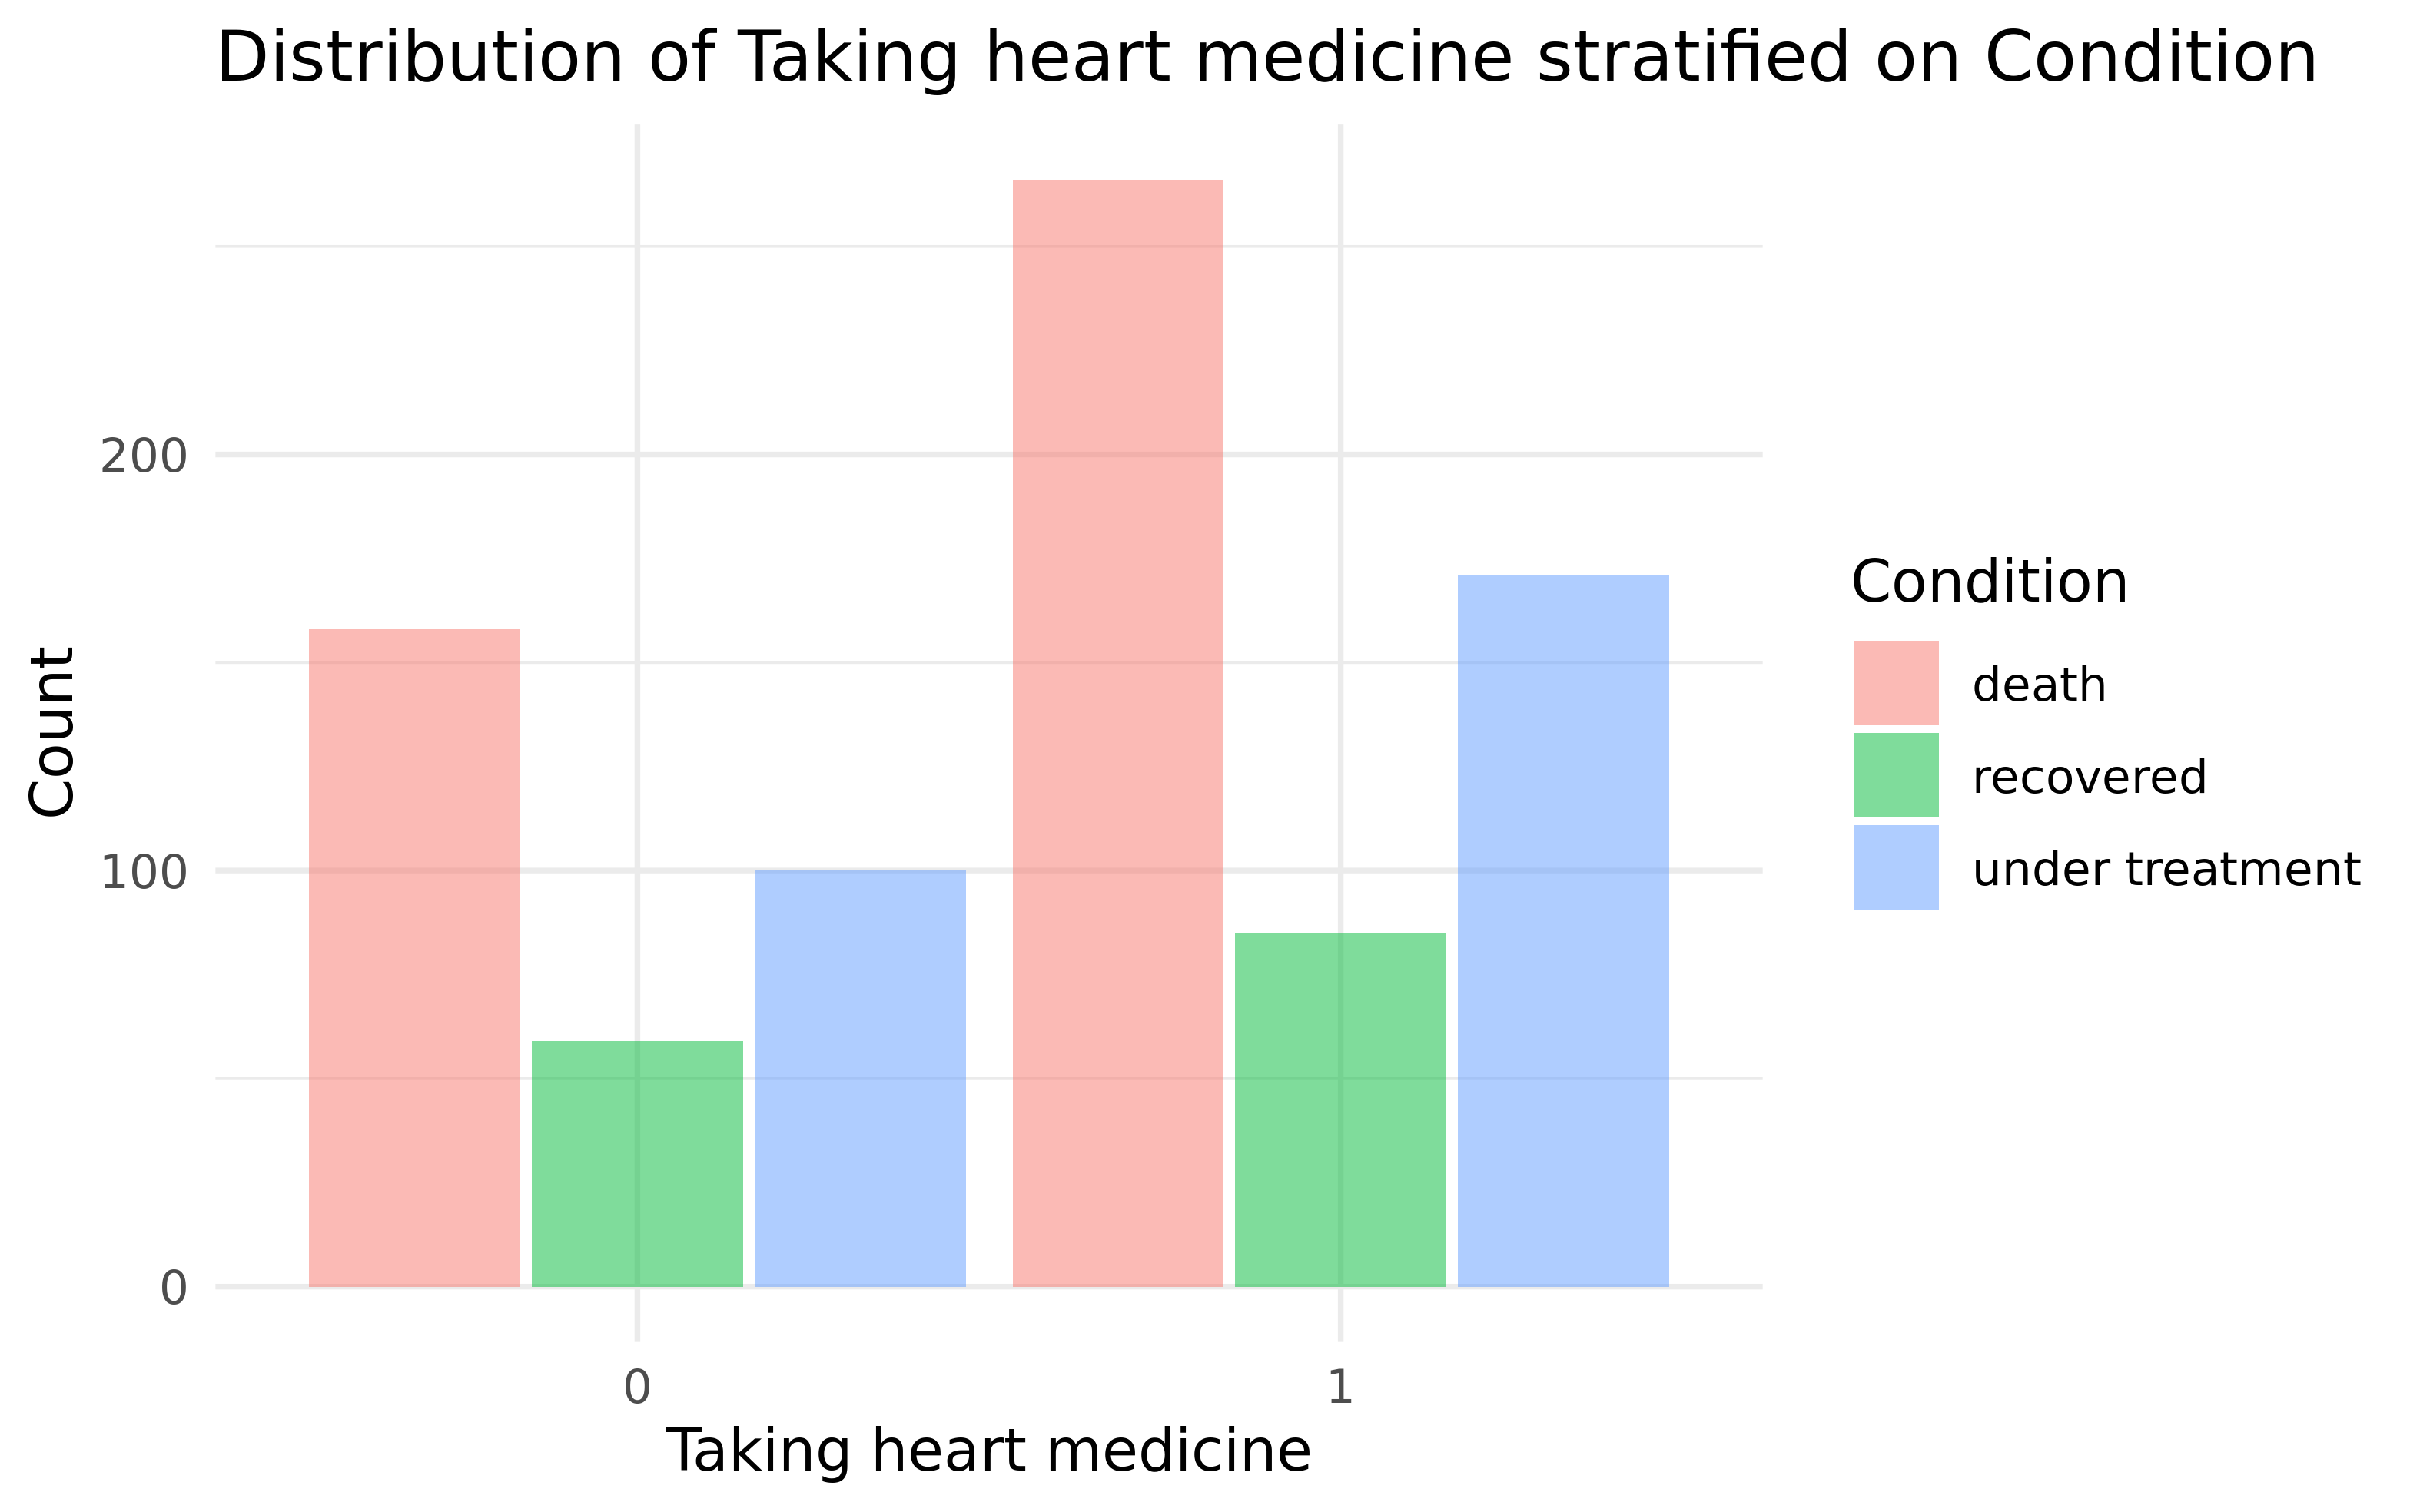 Distribution of Taking heart medicine stratified on Condition
Count
200
100
0
0
1
Taking heart medicine
Condition
death
recovered
under treatment